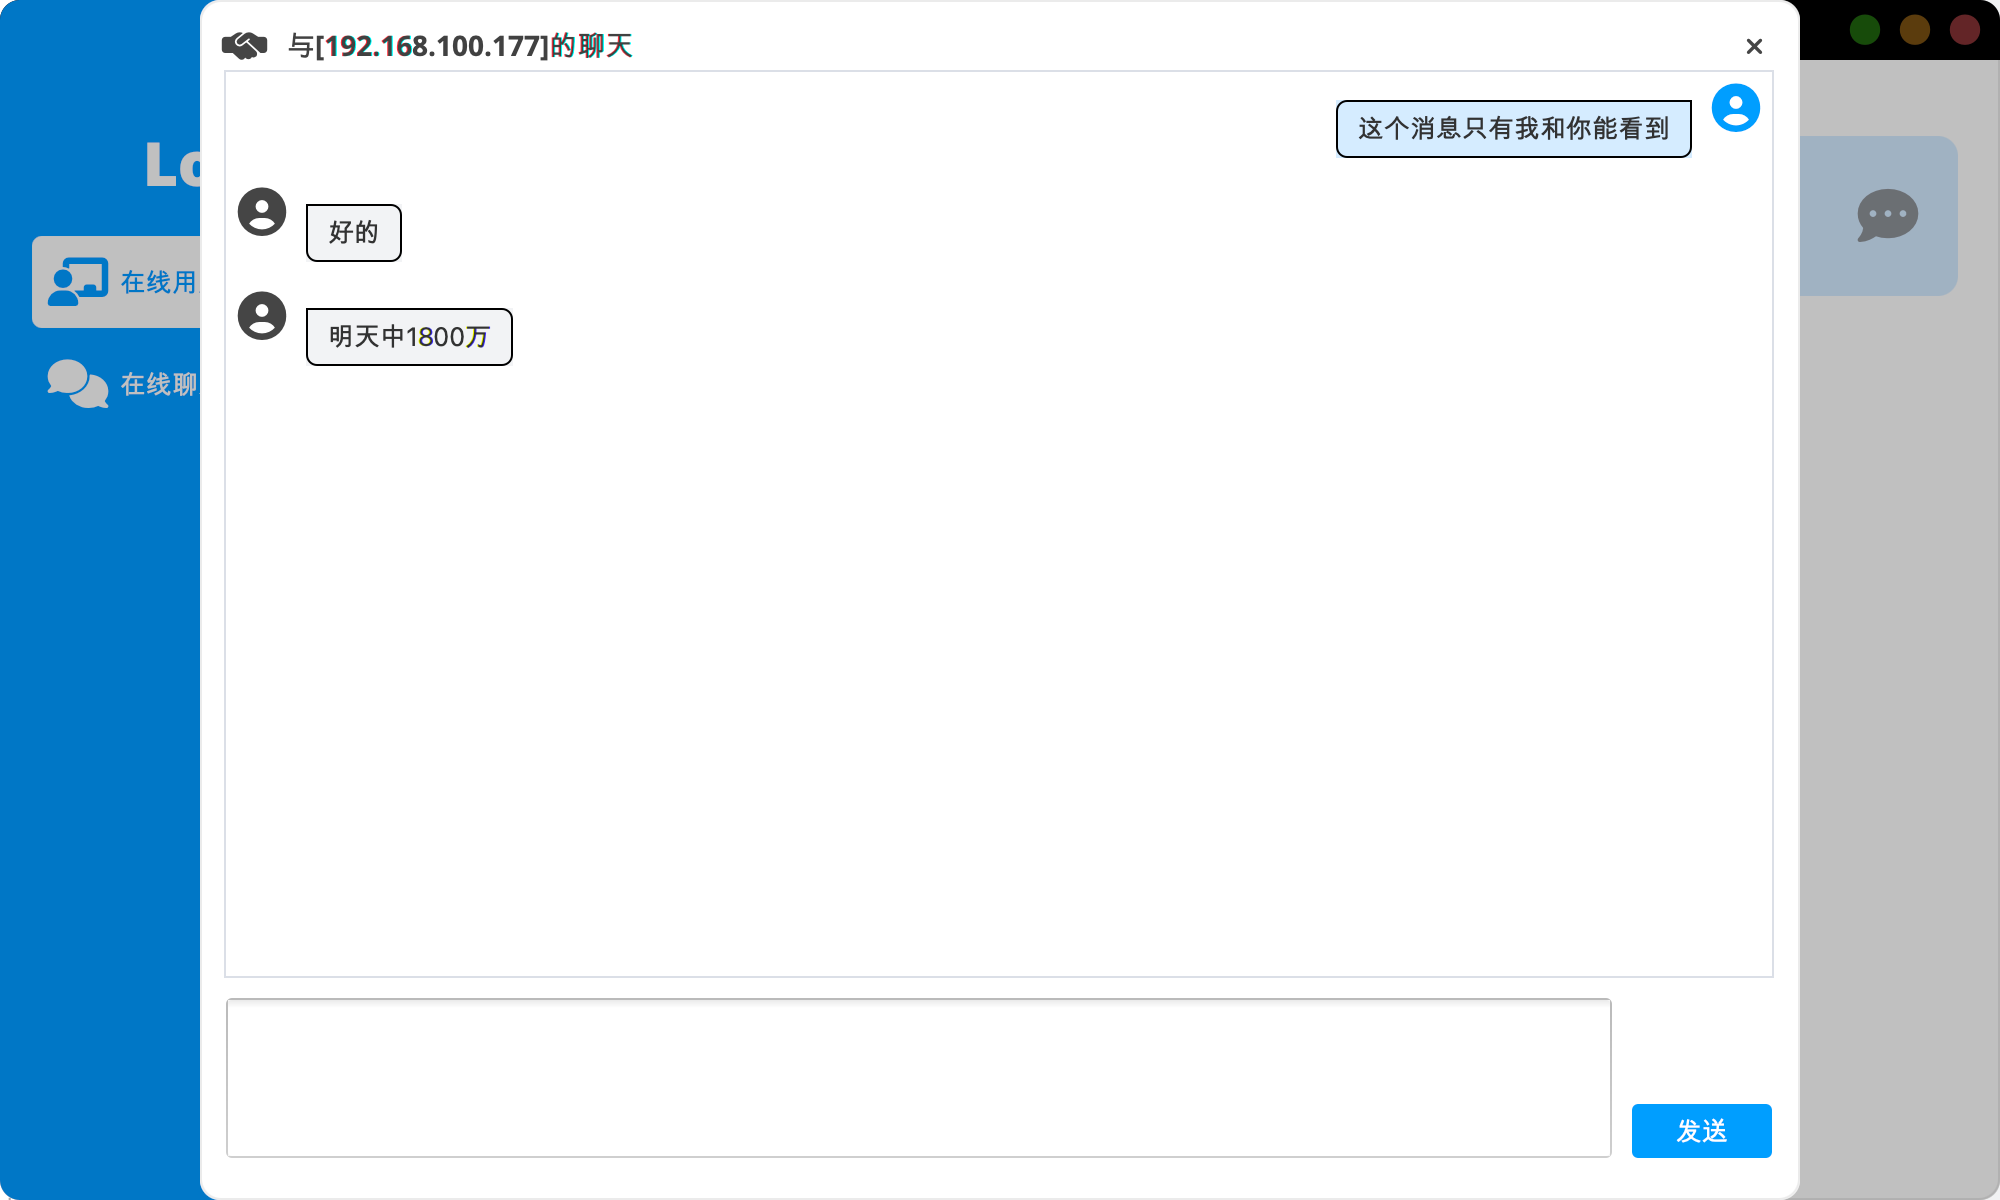 与[192.168.100.177]的聊天
这个消息只有我和你能看到
好的
明天中1800万
Lo
在线用
在线聊
发送